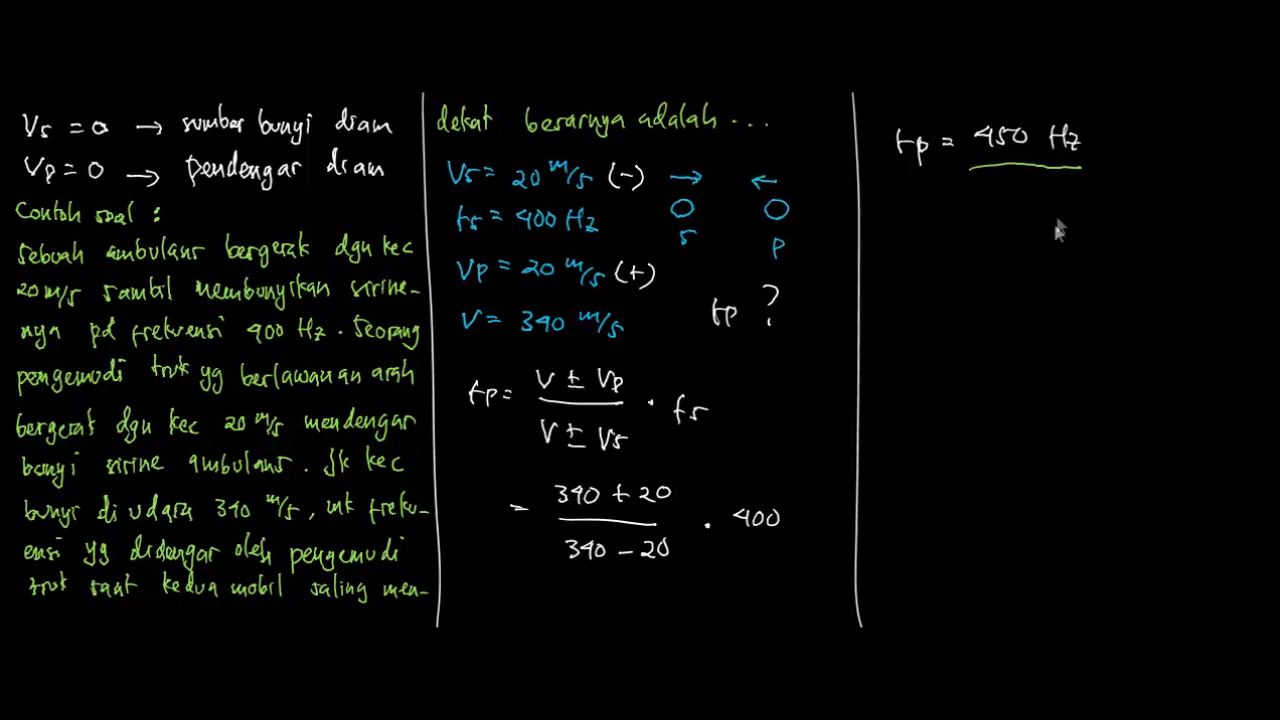 Vs = 0 → sumber bunyi diam
Vp = 0 → pendengar diam
Contoh soal :
Sebuah ambulans bergerak dgn kec
20 m/s sambil membunyikan sirine-
nya pd frekuensi 400 Hz. Seorang
pengemudi truk yg berlawanan arah
bergerak dgn kec 20 m/s mendengar
bunyi sirine ambulans. Jk kec
bunyi di udara 340 m/s, mk freku-
ensi yg didengar oleh pengemudi
truk saat kedua mobil saling men-
dekat besarnya adalah ...
Vs = 20 m/s (-) → ←
fs = 400 Hz s p
Vp = 20 m/s (+)
V = 340 m/s fp ?
fp = (V ± Vp) / (V ± Vs) . fs
= (340 + 20) / (340 - 20) . 400
fp = 450 Hz